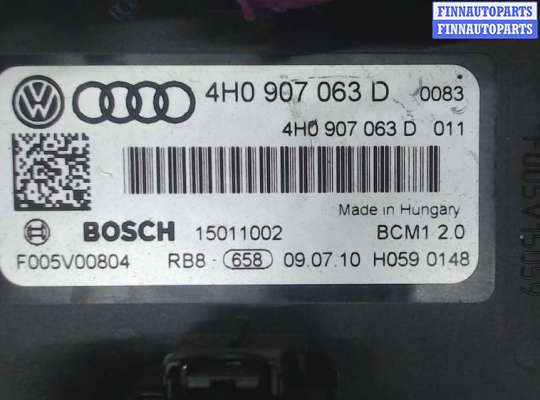 FINNAUTOPARTS
FINNAUTOPARTS
4H0 907 063 D 0083
4H0 907 063 D 011
Made in Hungary
BOSCH 15011002 BCM1 2.0
F005V00804 RB8 - 658 09.07.10 H059 0148
F005V15059